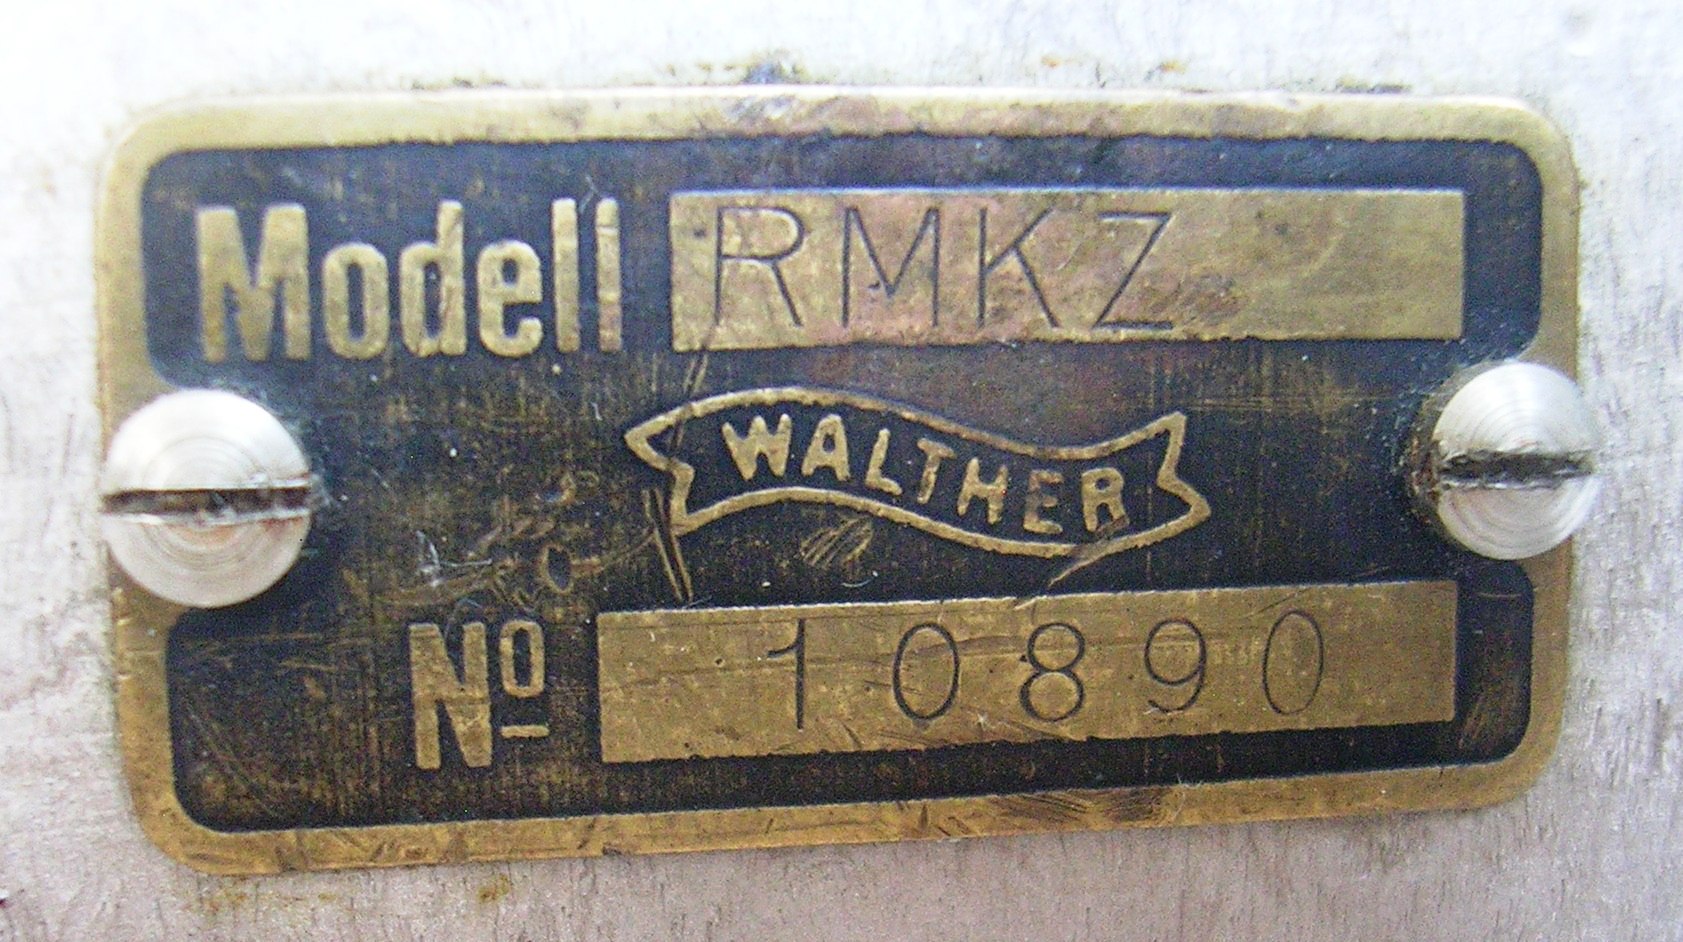 Modell RMKZ
WALTHER
Nº 10890